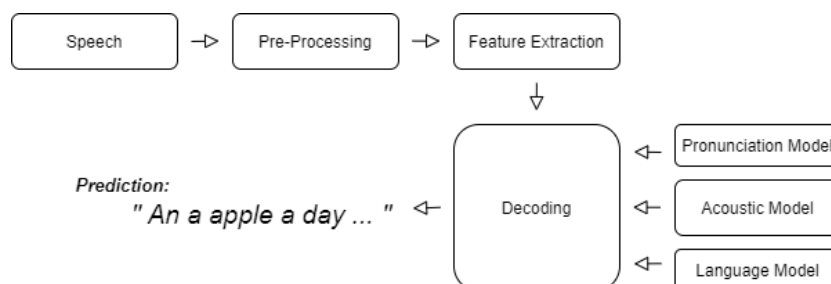 Speech
Pre-Processing
Feature Extraction
Pronunciation Model
Prediction:
" An a apple a day ... "
Decoding
Acoustic Model
Language Model